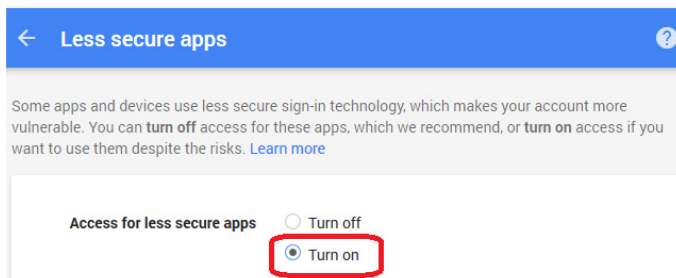 Less secure apps
Some apps and devices use less secure sign-in technology, which makes your account more
vulnerable. You can turn off access for these apps, which we recommend, or turn on access if you
want to use them despite the risks. Learn more
Access for less secure apps
Turn off
Turn on